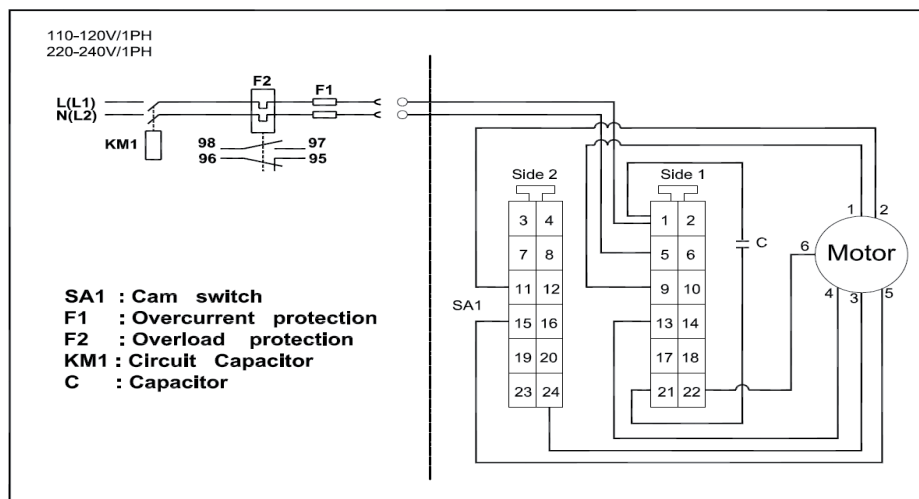 110-120V/1PH
220-240V/1PH
F2
F1
L(L1)
N(L2)
KM1
98
97
96
95
SA1 : Cam switch
F1 : Overcurrent protection
F2 : Overload protection
KM1 : Circuit Capacitor
C : Capacitor
Side 2
Side 1
3 4
1 2
7 8
5 6
11 12
9 10
15 16
13 14
19 20
17 18
23 24
21 22
SA1
C
1
2
6
Motor
4
3
5